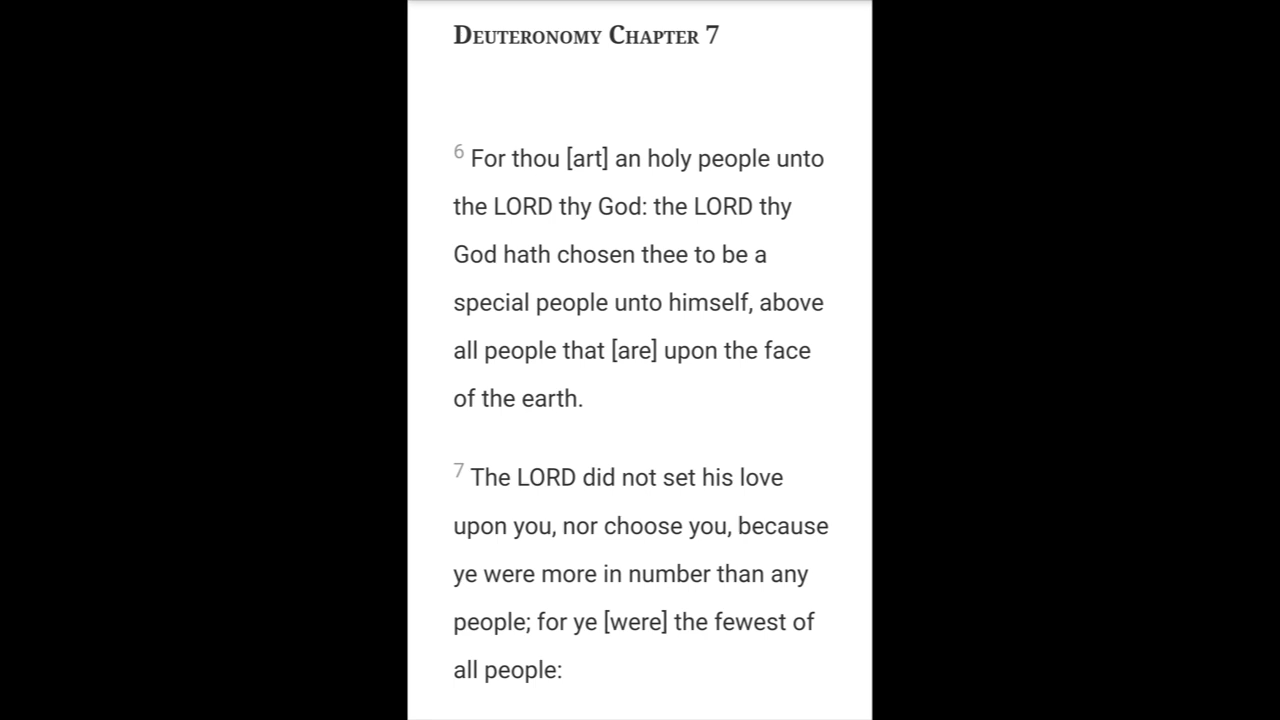 Deuteronomy Chapter 7
6 For thou [art] an holy people unto
the LORD thy God: the LORD thy
God hath chosen thee to be a
special people unto himself, above
all people that [are] upon the face
of the earth.
7 The LORD did not set his love
upon you, nor choose you, because
ye were more in number than any
people; for ye [were] the fewest of
all people: